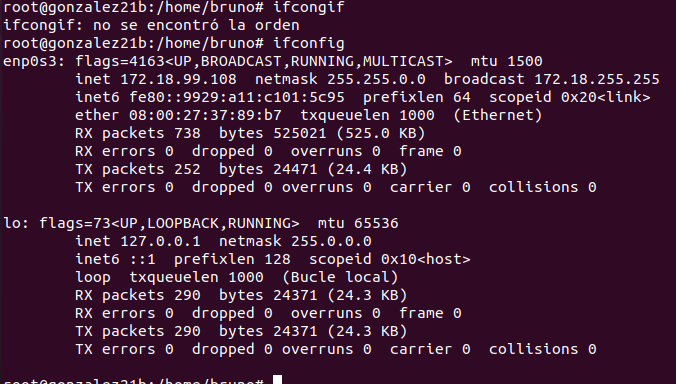 root@gonzalez21b:/home/bruno# ifcongif
ifcongif: no se encontró la orden
root@gonzalez21b:/home/bruno# ifconfig
enp0s3: flags=4163<UP,BROADCAST,RUNNING,MULTICAST>  mtu 1500
        inet 172.18.99.108  netmask 255.255.0.0  broadcast 172.18.255.255
        inet6 fe80::9929:a11:c101:5c95  prefixlen 64  scopeid 0x20<link>
        ether 08:00:27:37:89:b7  txqueuelen 1000  (Ethernet)
        RX packets 738  bytes 525021 (525.0 KB)
        RX errors 0  dropped 0  overruns 0  frame 0
        TX packets 252  bytes 24471 (24.4 KB)
        TX errors 0  dropped 0 overruns 0  carrier 0  collisions 0

lo: flags=73<UP,LOOPBACK,RUNNING>  mtu 65536
        inet 127.0.0.1  netmask 255.0.0.0
        inet6 ::1  prefixlen 128  scopeid 0x10<host>
        loop  txqueuelen 1000  (Bucle local)
        RX packets 290  bytes 24371 (24.3 KB)
        RX errors 0  dropped 0  overruns 0  frame 0
        TX packets 290  bytes 24371 (24.3 KB)
        TX errors 0  dropped 0 overruns 0  carrier 0  collisions 0

root@gonzalez21b:/home/bruno#